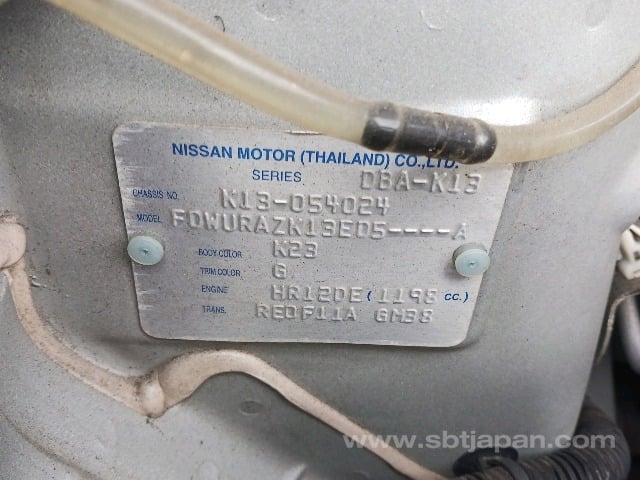 NISSAN MOTOR (THAILAND) CO.,LTD.
SERIES DBA-K13
CHASSIS NO. K13-054024
MODEL FDWURAZK13EDS----A
BODY COLOR K23
TRIM COLOR G
ENGINE HR12DE (1198 CC.)
TRANS. RE0F11A GM38
www.sbtjapan.com